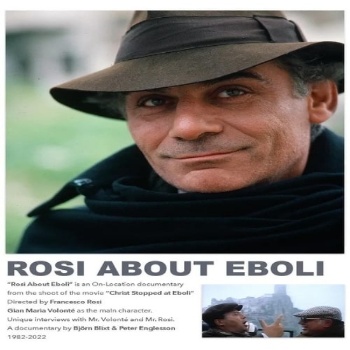 ROSI ABOUT EBOLI
"Rosi About Eboli" is an On-Location documentary
from the shoot of the movie "Christ Stopped at Eboli"
Directed by Francesco Rosi
Gian Maria Volonté as the main character.
Unique interviews with Mr. Volonté and Mr. Rosi.
A documentary by Björn Blixt & Peter Englesson
1982-2022